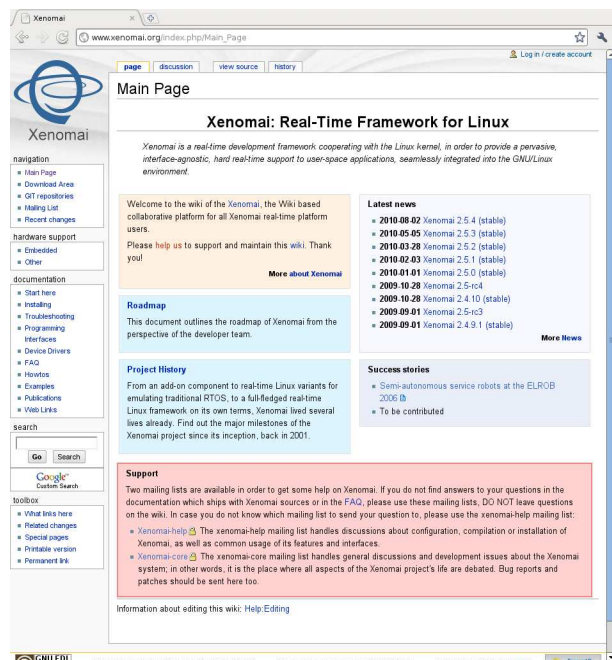 Xenomai
www.xenomai.org/index.php/Main_Page
Log in / create account
page
discussion
view source
history
Xenomai
navigation
Main Page
Download Area
GIT repositories
Mailing List
Recent changes
hardware support
Embedded
Other
documentation
Start here
Installing
Troubleshooting
Programming
Interfaces
Device Drivers
FAQ
Howtos
Examples
Publications
Web Links
search
Go
Search
Google™
Custom Search
toolbox
What links here
Related changes
Special pages
Printable version
Permanent link
Main Page
Xenomai: Real-Time Framework for Linux
Xenomai is a real-time development framework cooperating with the Linux kernel, in order to provide a pervasive,
interface-agnostic, hard real-time support to user-space applications, seamlessly integrated into the GNU/Linux
environment.
Welcome to the wiki of the Xenomai, the Wiki based
collaborative platform for all Xenomai real-time platform
users.
Please help us to support and maintain this wiki. Thank
you!
More about Xenomai
Roadmap
This document outlines the roadmap of Xenomai from the
perspective of the developer team.
Project History
From an add-on component to real-time Linux variants for
emulating traditional RTOS, to a full-fledged real-time
Linux framework on its own terms, Xenomai lived several
lives already. Find out the major milestones of the
Xenomai project since its inception, back in 2001.
Latest news
2010-08-02 Xenomai 2.5.4 (stable)
2010-05-05 Xenomai 2.5.3 (stable)
2010-03-28 Xenomai 2.5.2 (stable)
2010-02-03 Xenomai 2.5.1 (stable)
2010-01-01 Xenomai 2.5.0 (stable)
2009-10-28 Xenomai 2.5-rc4
2009-10-28 Xenomai 2.4.10 (stable)
2009-09-01 Xenomai 2.5-rc3
2009-09-01 Xenomai 2.4.9.1 (stable)
More News
Success stories
Semi-autonomous service robots at the ELROB
2006
To be contributed
Support
Two mailing lists are available in order to get some help on Xenomai. If you do not find answers to your questions in the
documentation which ships with Xenomai sources or in the FAQ, please use these mailing lists, DO NOT leave questions
on the wiki. In case you do not know which mailing list to send your question to, please use the xenomai-help mailing list:
Xenomai-help The xenomai-help mailing list handles discussions about configuration, compilation or installation of
Xenomai, as well as common usage of its features and interfaces.
Xenomai-core The xenomai-core mailing list handles general discussions and development issues about the Xenomai
system; in other words, it is the place where all aspects of the Xenomai project's life are debated. Bug reports and
patches should be sent here too.
Information about editing this wiki: Help:Editing